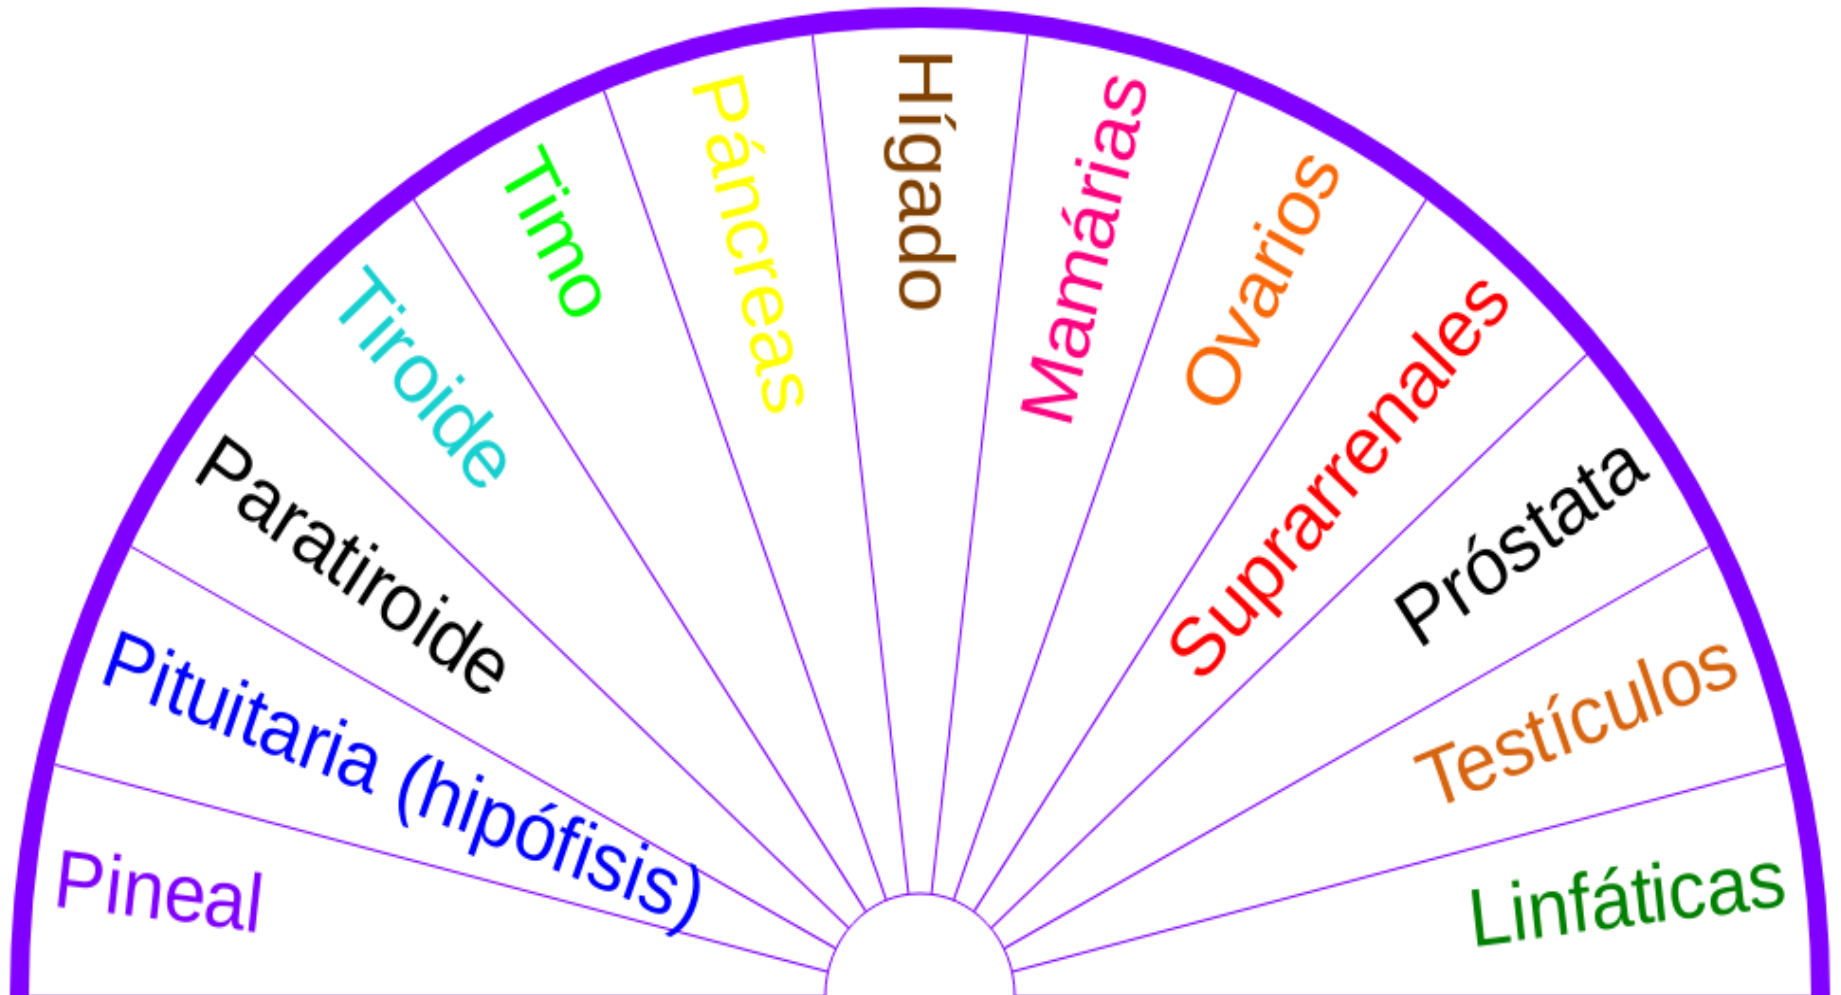 Pineal
Pituitaria (hipófisis)
Paratiroide
Tiroide
Timo
Páncreas
Hígado
Mamárias
Ovarios
Suprarrenales
Próstata
Testículos
Linfáticas